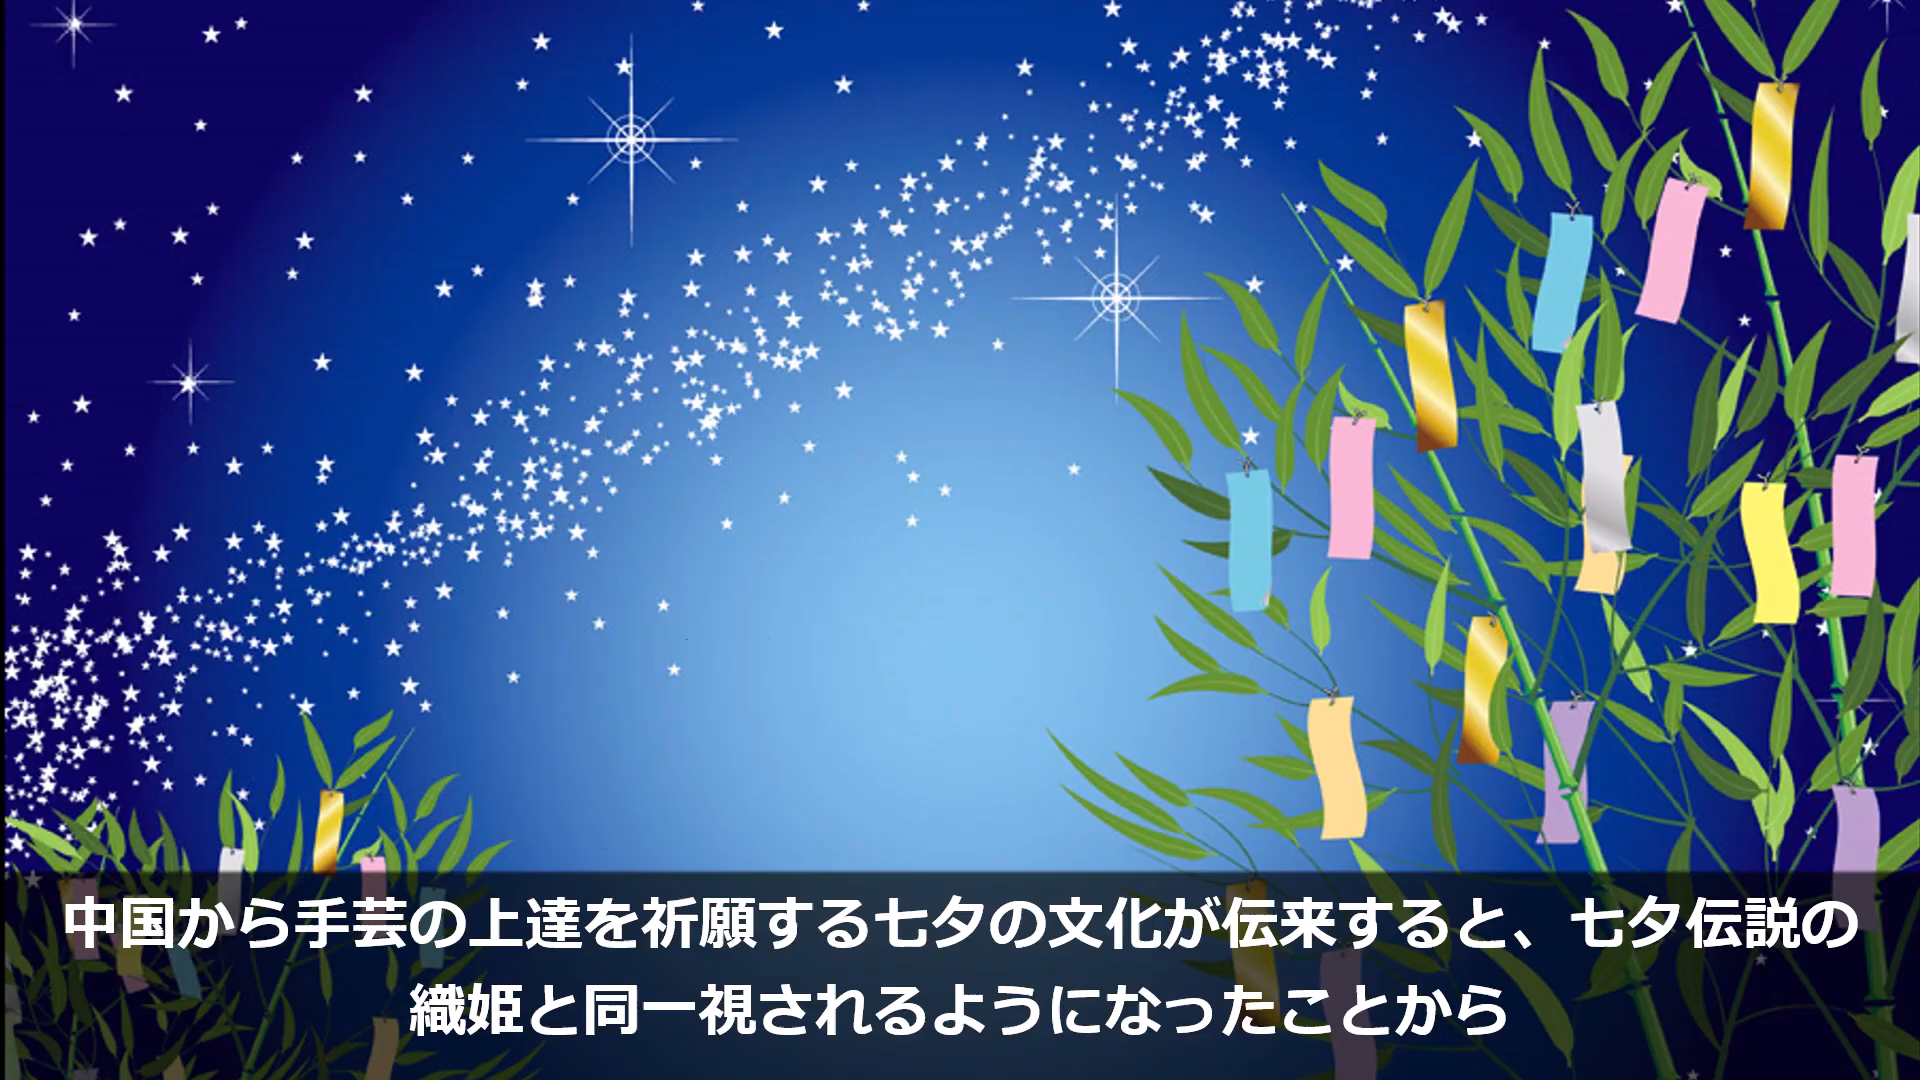 中国から手芸の上達を祈願する七夕の文化が伝来すると、七夕伝説の
織姫と同一視されるようになったことから